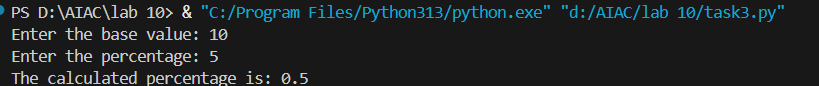 PS D:\AIAC\lab 10> & "C:/Program Files/Python313/python.exe" "d:/AIAC/lab 10/task3.py"
Enter the base value: 10
Enter the percentage: 5
The calculated percentage is: 0.5